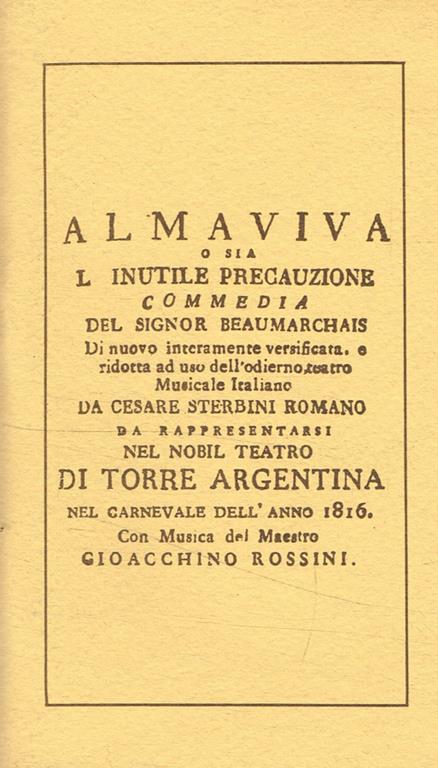 ALMAVIVA
O SIA
L INUTILE PRECAUZIONE
COMMEDIA
DEL SIGNOR BEAUMARCHAIS
Di nuovo interamente versificata, e
ridotta ad uso dell'odierno teatro
Musicale Italiano
DA CESARE STERBINI ROMANO
DA RAPPRESENTARSI
NEL NOBIL TEATRO
DI TORRE ARGENTINA
NEL CARNEVALE DELL' ANNO 1816.
Con Musica del Maestro
GIOACCHINO ROSSINI.